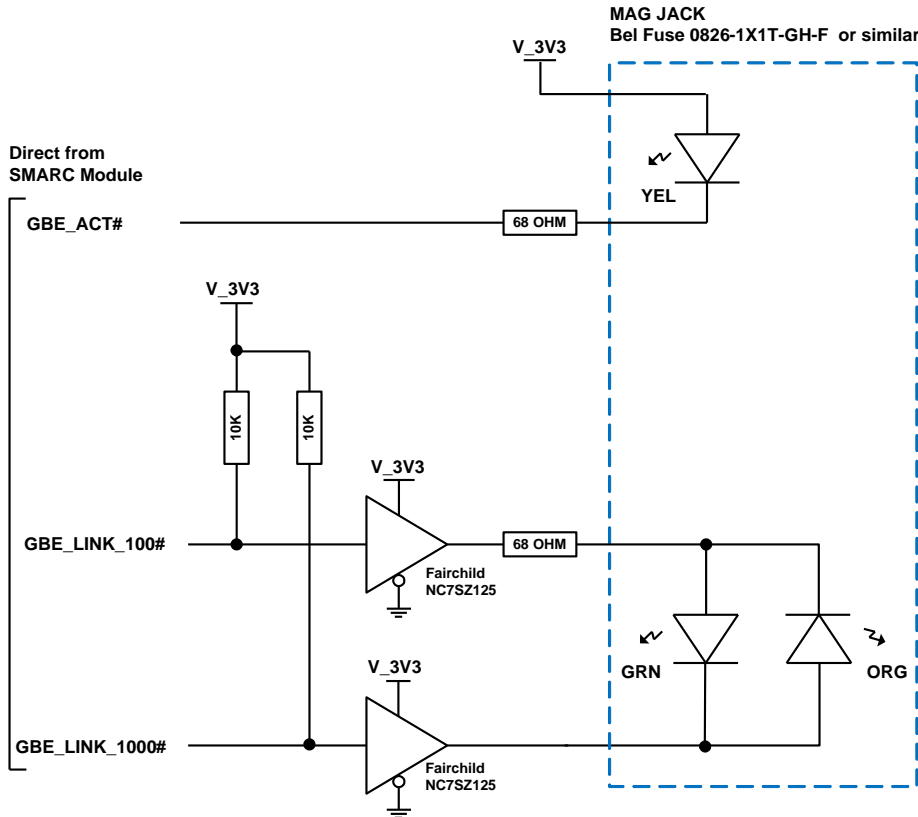 MAG JACK
Bel Fuse 0826-1X1T-GH-F or similar
V_3V3
Direct from
SMARC Module
YEL
GBE_ACT#
68 OHM
V_3V3
10K
10K
V_3V3
GBE_LINK_100#
68 OHM
Fairchild
NC7SZ125
GRN
ORG
V_3V3
GBE_LINK_1000#
Fairchild
NC7SZ125